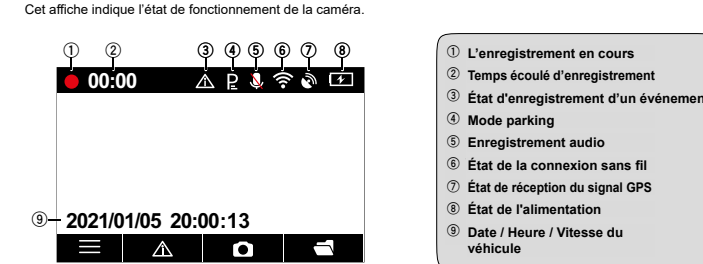 Cet affiche indique l'état de fonctionnement de la caméra.
① ② ③ ④ ⑤ ⑥ ⑦ ⑧
00:00
⑨ 2021/01/05 20:00:13
① L'enregistrement en cours
② Temps écoulé d'enregistrement
③ État d'enregistrement d'un événemen
④ Mode parking
⑤ Enregistrement audio
⑥ État de la connexion sans fil
⑦ État de réception du signal GPS
⑧ État de l'alimentation
⑨ Date / Heure / Vitesse du
véhicule